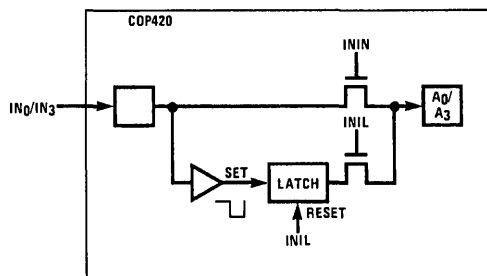 COP420
ININ
IN0/IN3
A0/
A3
INIL
SET
LATCH
RESET
INIL